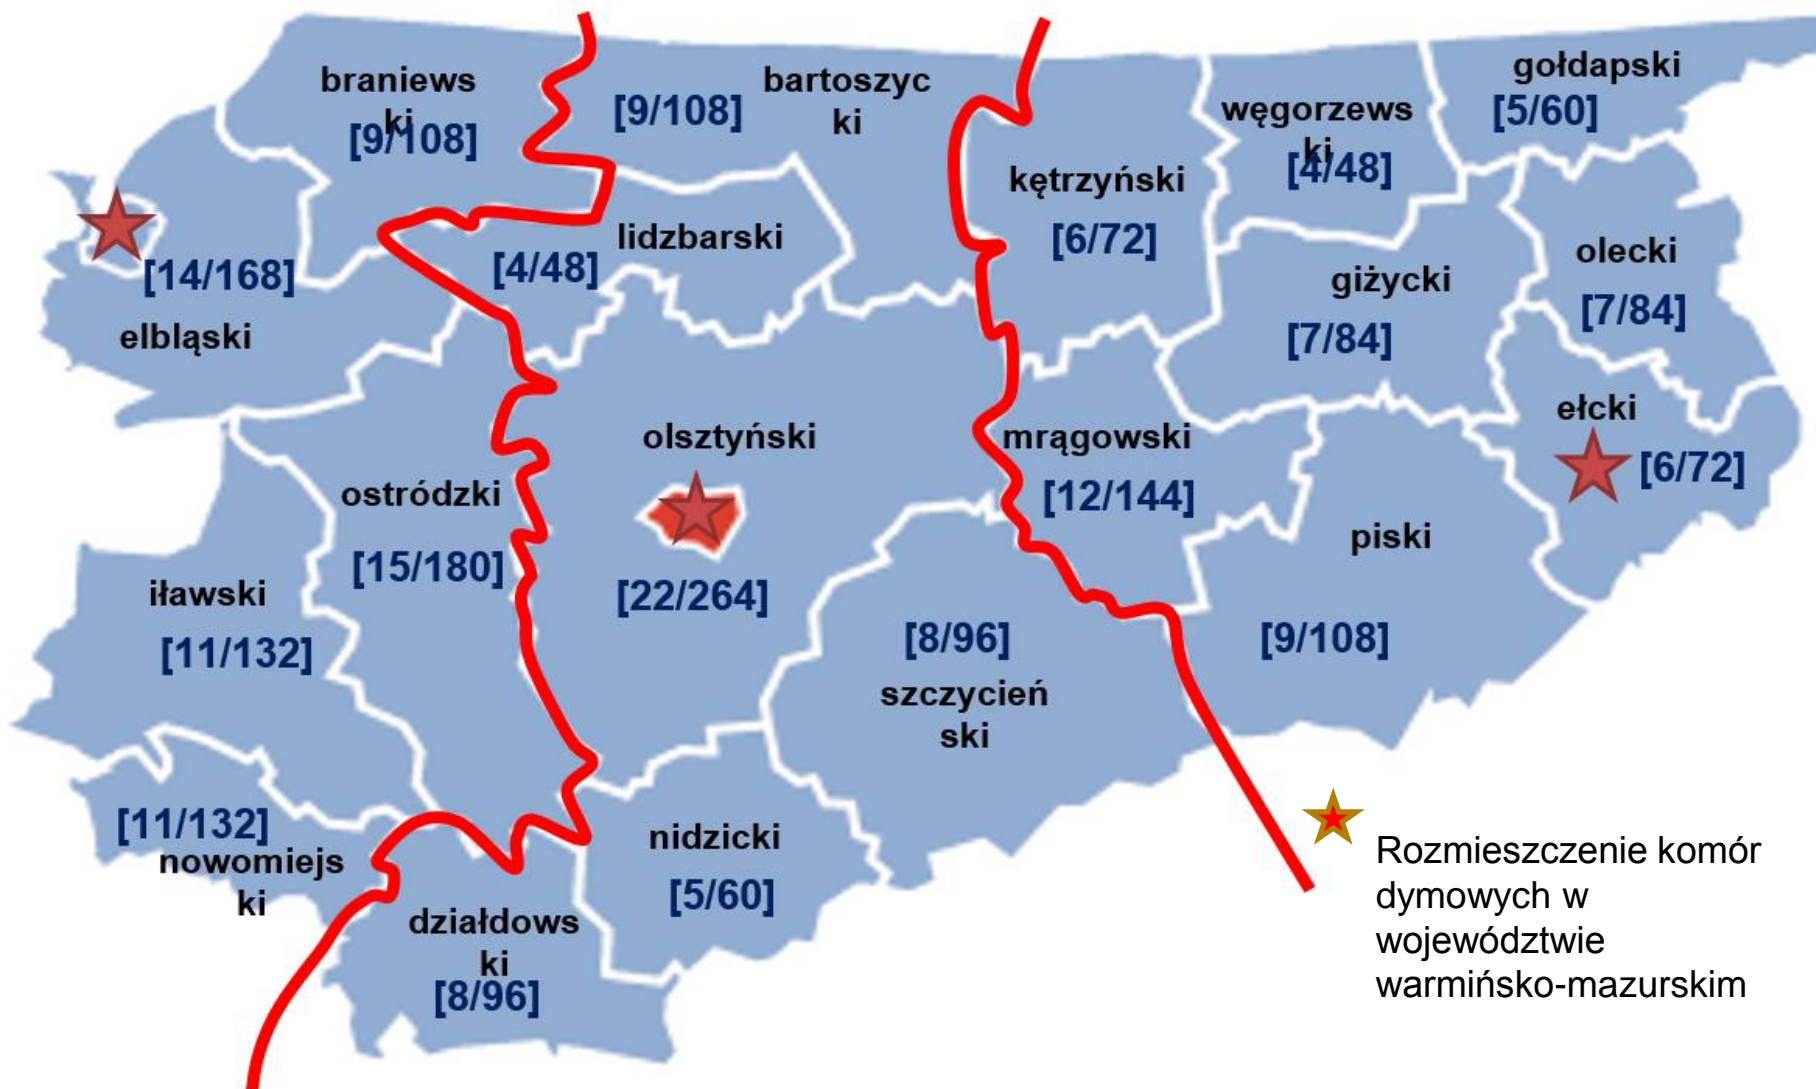 braniews
ki
[9/108]
[9/108]
bartoszyc
ki
gołdapski
[5/60]
węgorzews
ki
[4/48]
kętrzyński
[6/72]
[14/168]
elbląski
lidzbarski
[4/48]
giżycki
[7/84]
olecki
[7/84]
ełcki
[6/72]
olsztyński
[22/264]
mrągowski
[12/144]
ostródzki
[15/180]
piski
[9/108]
iławski
[11/132]
[8/96]
szczycień
ski
[11/132]
nowomiejs
ki
nidzicki
[5/60]
działdows
ki
[8/96]
Rozmieszczenie komór
dymowych w
województwie
warmińsko-mazurskim